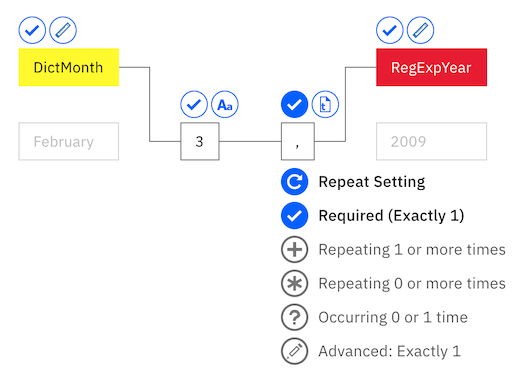 DictMonth
RegExpYear
Aa
t
3
,
February
2009
Repeat Setting
Required (Exactly 1)
Repeating 1 or more times
Repeating 0 or more times
Occurring 0 or 1 time
Advanced: Exactly 1